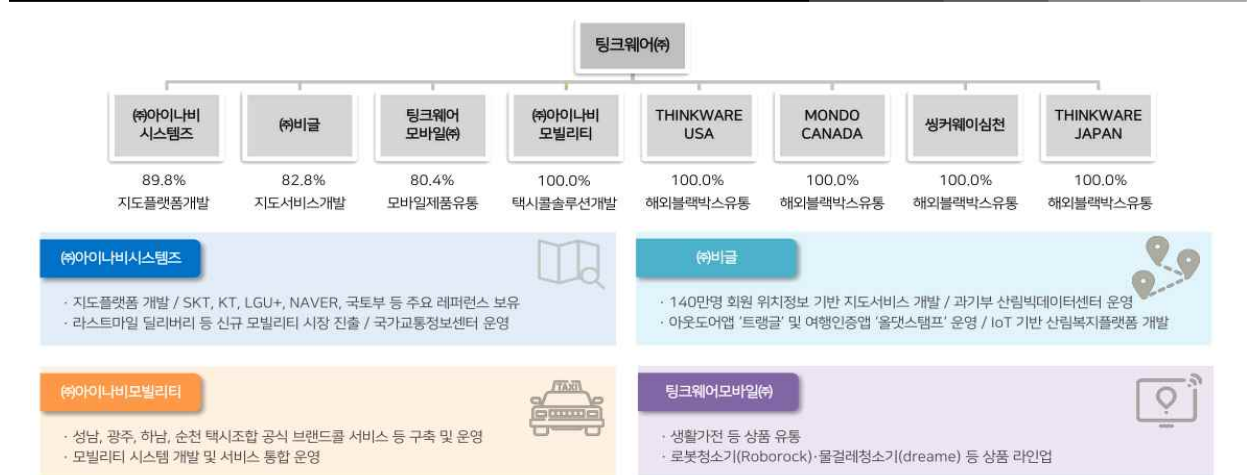 팅크웨어㈜
㈜아이나비
시스템즈
㈜비글
팅크웨어
모바일㈜
㈜아이나비
모빌리티
THINKWARE
USA
MONDO
CANADA
씽커웨이심천
THINKWARE
JAPAN
89.8%
지도플랫폼개발
82.8%
지도서비스개발
80.4%
모바일제품유통
100.0%
택시콜솔루션개발
100.0%
해외블랙박스유통
100.0%
해외블랙박스유통
100.0%
해외블랙박스유통
100.0%
해외블랙박스유통
㈜아이나비시스템즈
· 지도플랫폼 개발 / SKT, KT, LGU+, NAVER, 국토부 등 주요 레퍼런스 보유
· 라스트마일 딜리버리 등 신규 모빌리티 시장 진출 / 국가교통정보센터 운영
㈜비글
· 140만명 회원 위치정보 기반 지도서비스 개발 / 과기부 산림빅데이터센터 운영
· 아웃도어앱 '트랭글' 및 여행인증앱 '올댓스탬프' 운영 / IoT 기반 산림복지플랫폼 개발
㈜아이나비모빌리티
TAXI
· 성남, 광주, 하남, 순천 택시조합 공식 브랜드콜 서비스 등 구축 및 운영
· 모빌리티 시스템 개발 및 서비스 통합 운영
팅크웨어모바일㈜
· 생활가전 등 상품 유통
· 로봇청소기(Roborock)·물걸레청소기(dreame) 등 상품 라인업